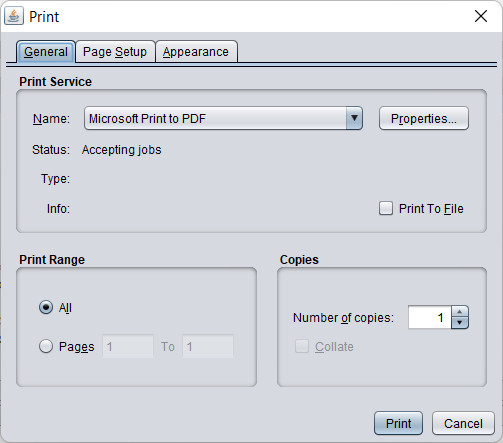 Print
General Page Setup Appearance
Print Service
Name: Microsoft Print to PDF Properties...
Status: Accepting jobs
Type:
Info: Print To File
Print Range Copies
All
Number of copies: 1
Pages 1 To 1 Collate
Print Cancel